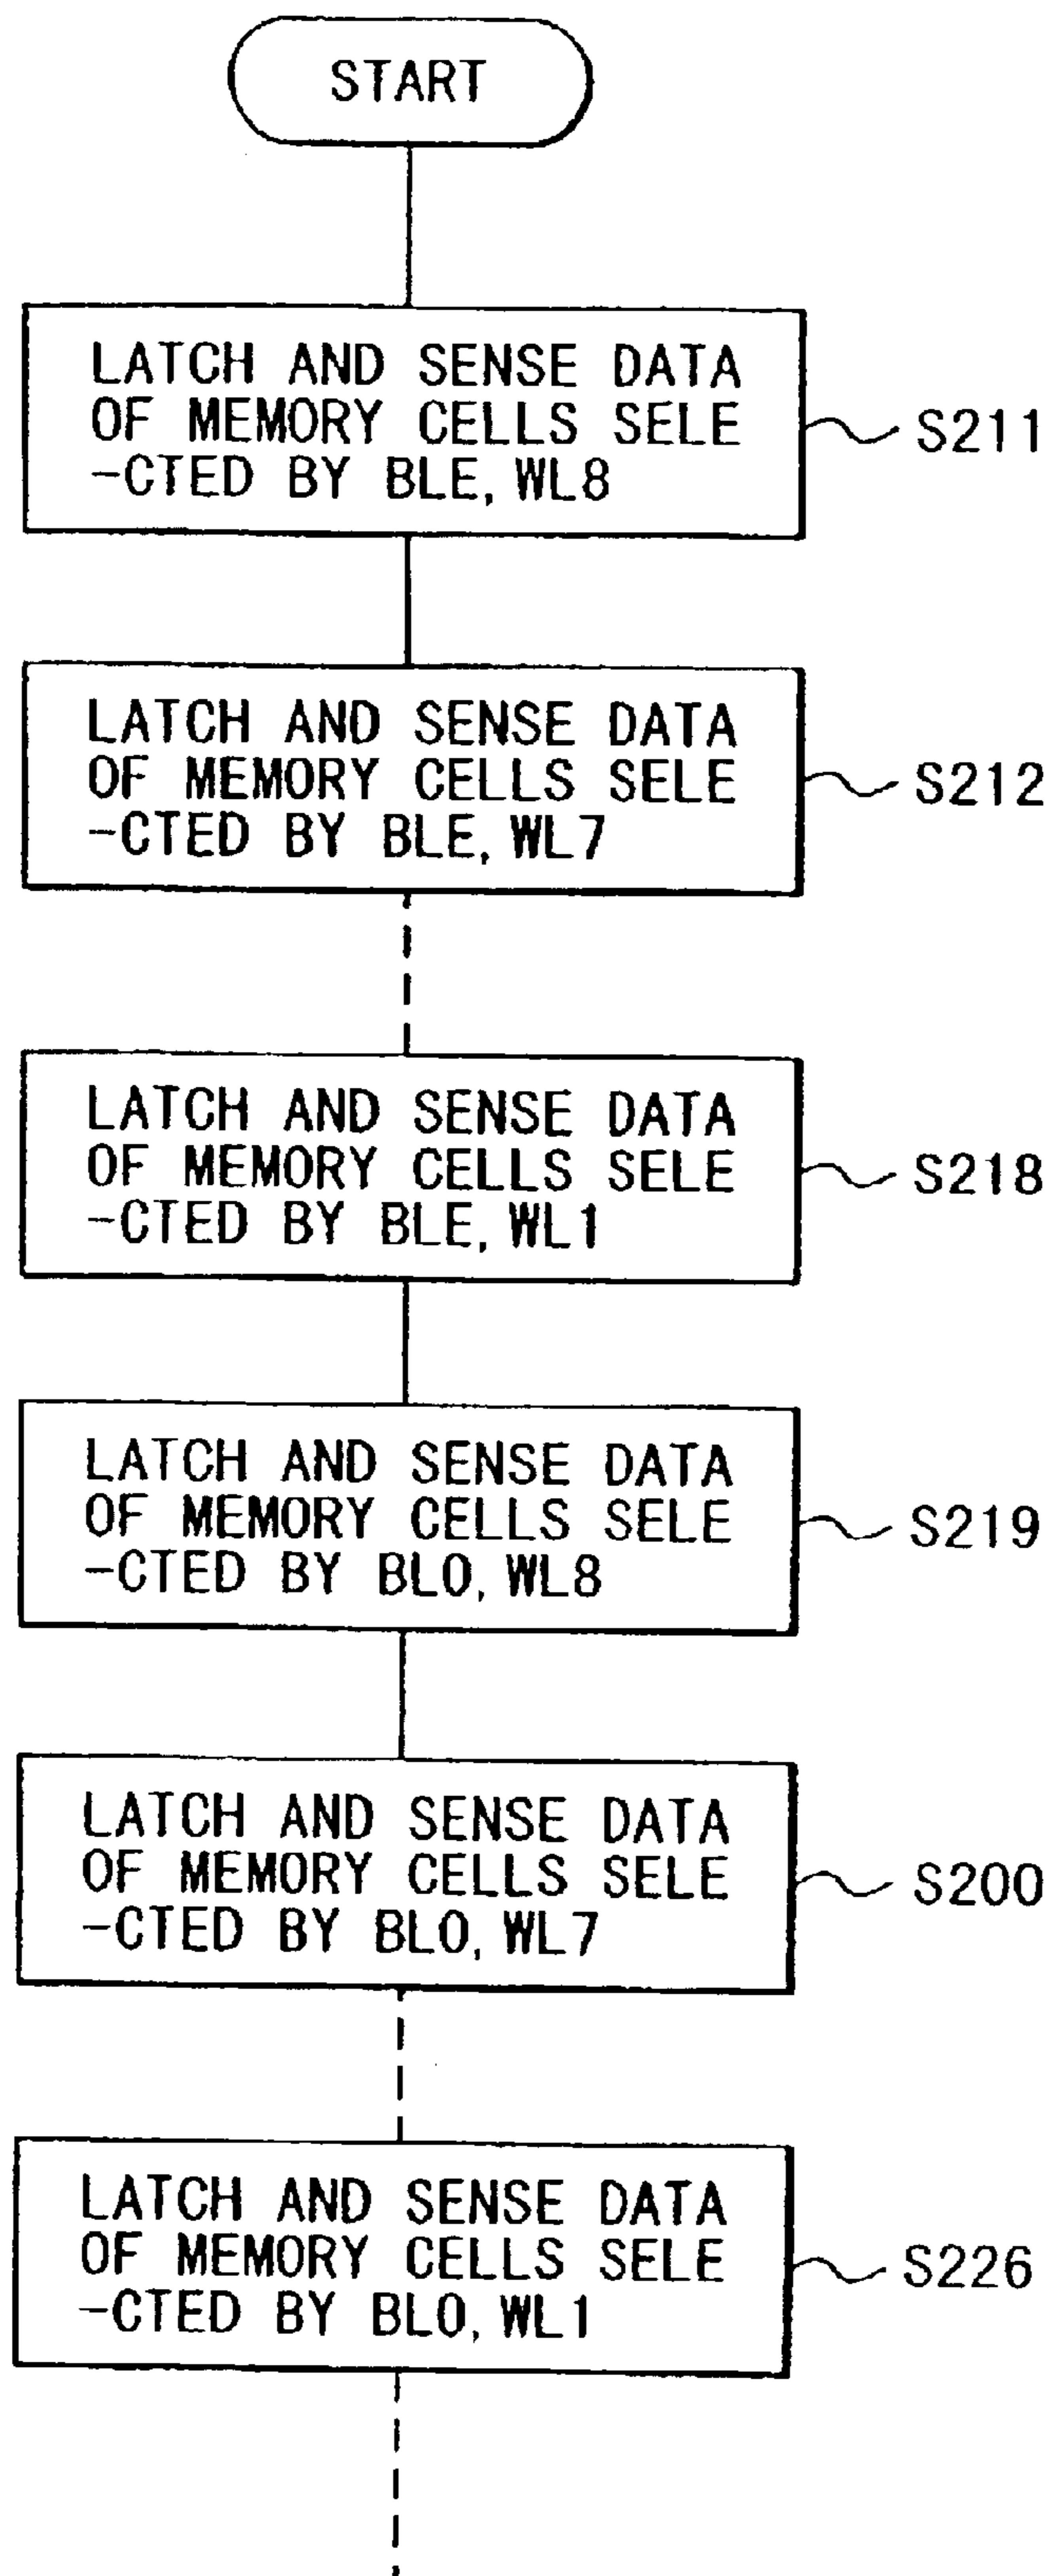 START
LATCH AND SENSE DATA
OF MEMORY CELLS SELE
-CTED BY BLE, WL8
S211
LATCH AND SENSE DATA
OF MEMORY CELLS SELE
-CTED BY BLE, WL7
S212
LATCH AND SENSE DATA
OF MEMORY CELLS SELE
-CTED BY BLE, WL1
S218
LATCH AND SENSE DATA
OF MEMORY CELLS SELE
-CTED BY BLO, WL8
S219
LATCH AND SENSE DATA
OF MEMORY CELLS SELE
-CTED BY BLO, WL7
S200
LATCH AND SENSE DATA
OF MEMORY CELLS SELE
-CTED BY BLO, WL1
S226